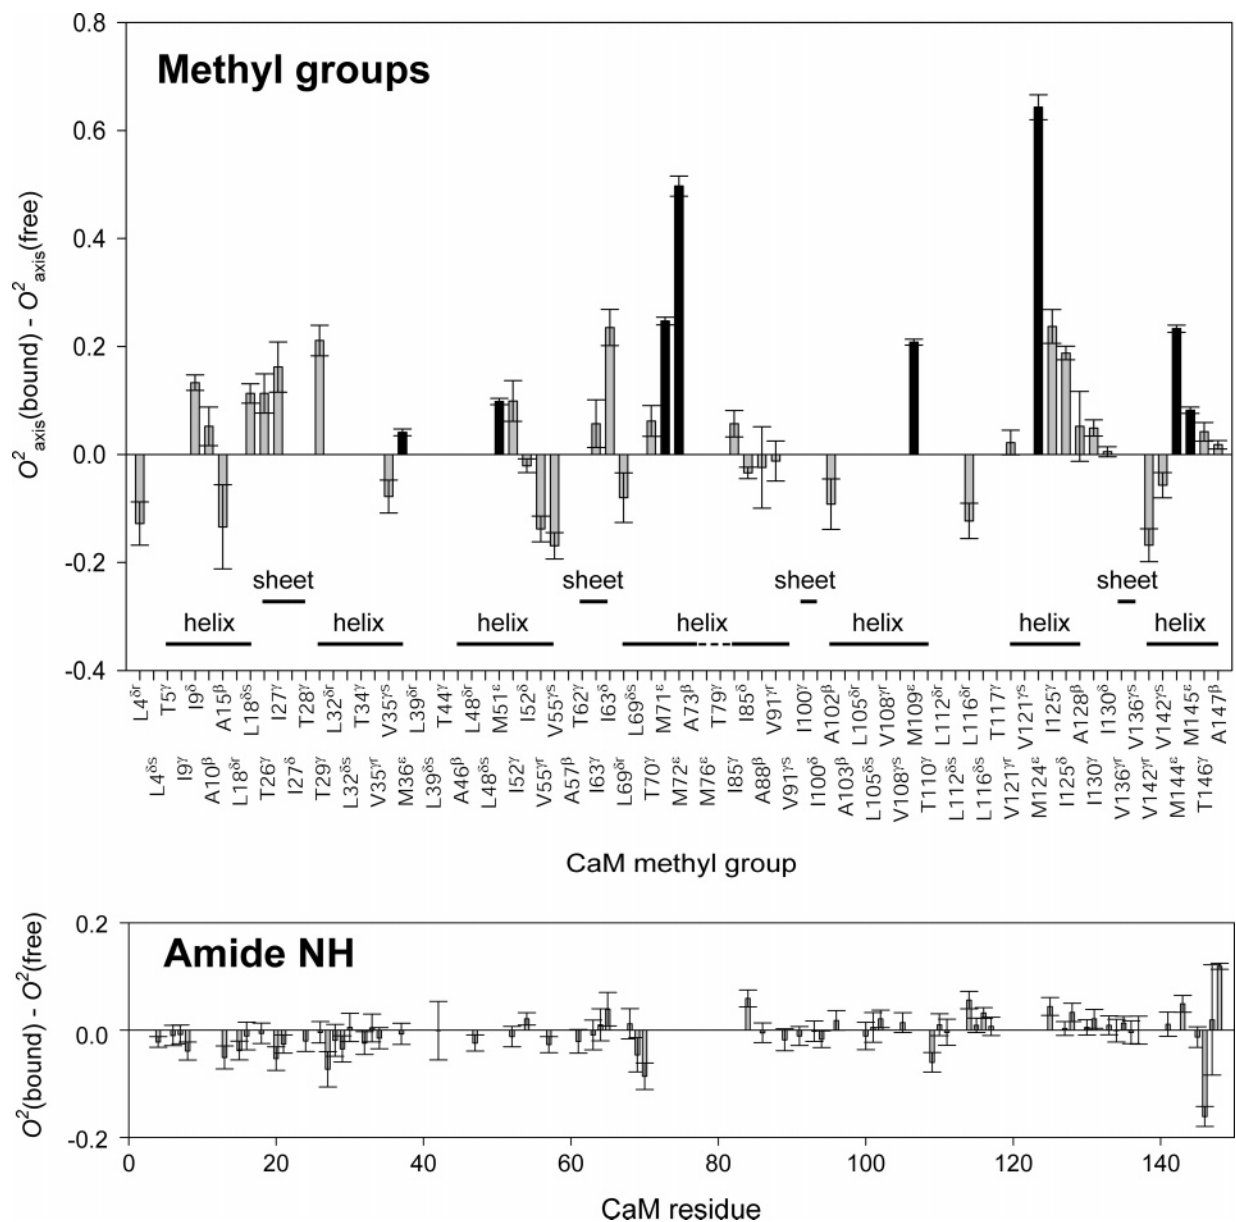 Methyl groups
O²axis(bound) - O²axis(free)
0.8
0.6
0.4
0.2
0.0
-0.2
-0.4
sheet sheet sheet sheet
helix helix helix helix helix helix helix
L4δr T5γ I9δ A15β L18δs I27γ T28γ L32δr T34γ V35γs L39δr T44γ L48δr M51ε I52δ V55γs T62γ I63δ L69δs M71ε A73β T79γ I85δ V91γr I100γ A102β L105δr V108γr M109ε L112δr L116δr T117γ V121γs I125γ A128β I130δ V136γs V142γs M145ε A147β
L4δs I9γ A10β L18δr T26γ I27δ T29γ L32δs V35γr M36ε L39δs A46β L48δs I52γ V55γr A57β I63γ L69δr T70γ M72ε M76ε I85γ A88β V91γs I100δ A103β L105δs V108γs T110γ L112δs L116δs V121γr M124ε I125δ I130γ V136γr V142γr M144ε T146γ
CaM methyl group
Amide NH
O²(bound) - O²(free)
0.2
0.0
-0.2
0 20 40 60 80 100 120 140
CaM residue